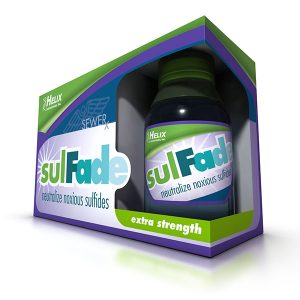 HELIX
SEWER
sulFade
neutralize noxious sulfides
extra strength
HELIX
sulFade
neutralize noxious sulfides